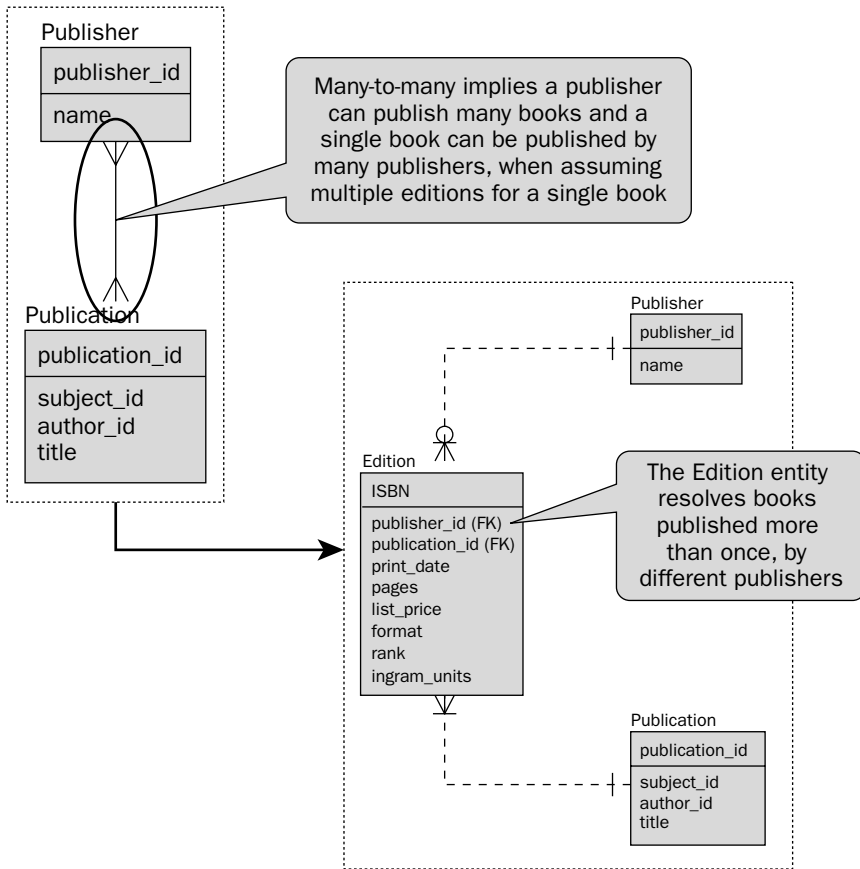 Publisher
publisher_id
name
Many-to-many implies a publisher
can publish many books and a
single book can be published by
many publishers, when assuming
multiple editions for a single book
Publication
publication_id
subject_id
author_id
title
Publisher
publisher_id
name
Edition
ISBN
publisher_id (FK)
publication_id (FK)
print_date
pages
list_price
format
rank
ingram_units
The Edition entity
resolves books
published more
than once, by
different publishers
Publication
publication_id
subject_id
author_id
title